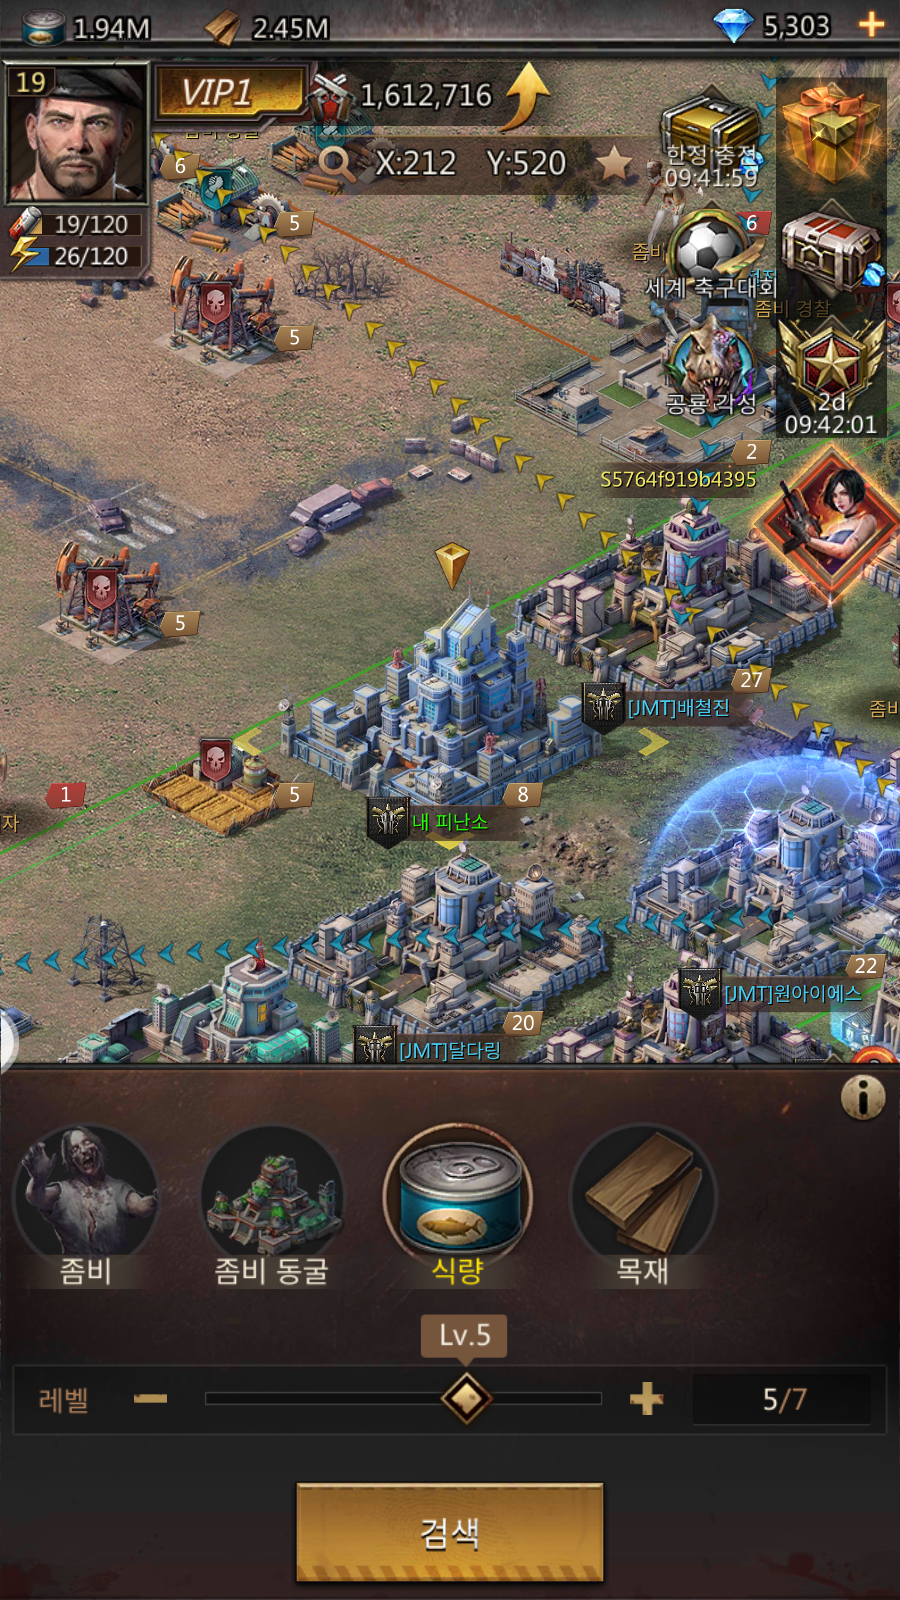 1.94M
2.45M
5,303
19
VIP1
1,612,716
X:212 Y:520
19/120
26/120
한정 충전
09:41:59
6
5
6
좀비
세계 축구대회
좀비 경찰
5
공룡 각성
2d
09:42:01
2
S5764f919b4395
5
27
[JMT]배철진
좀비
1
5
8
자
내 피난소
22
[JMT]원아이에스
20
[JMT]달다링
좀비
좀비 동굴
식량
목재
Lv.5
레벨
5/7
검색